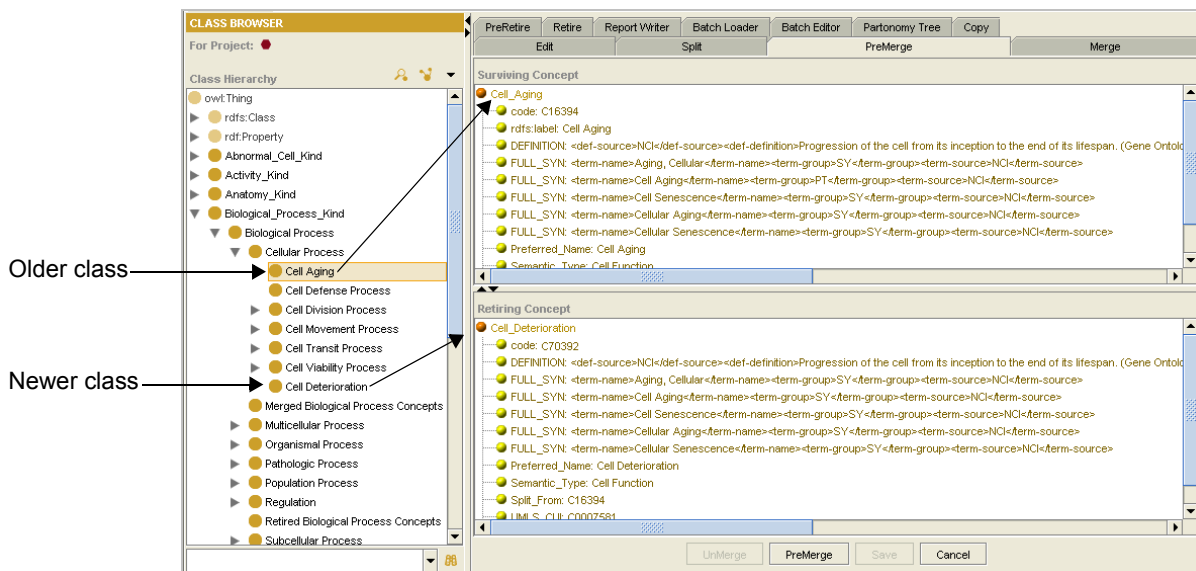 Older class
Newer class
CLASS BROWSER
For Project:
Class Hierarchy
owl:Thing
rdfs:Class
rdf:Property
Abnormal_Cell_Kind
Activity_Kind
Anatomy_Kind
Biological_Process_Kind
Biological Process
Cellular Process
Cell Aging
Cell Defense Process
Cell Division Process
Cell Movement Process
Cell Transit Process
Cell Viability Process
Cell Deterioration
Merged Biological Process Concepts
Multicellular Process
Organismal Process
Pathologic Process
Population Process
Regulation
Retired Biological Process Concepts
Subcellular Process
PreRetire Retire Report Writer Batch Loader Batch Editor Partonomy Tree Copy
Edit Split PreMerge Merge
Surviving Concept
Cell_Aging
code: C16394
rdfs:label: Cell Aging
DEFINITION: <def-source>NCI</def-source><def-definition>Progression of the cell from its inception to the end of its lifespan. (Gene Ontolo
FULL_SYN: <term-name>Aging, Cellular</term-name><term-group>SY</term-group><term-source>NCI</term-source>
FULL_SYN: <term-name>Cell Aging</term-name><term-group>PT</term-group><term-source>NCI</term-source>
FULL_SYN: <term-name>Cell Senescence</term-name><term-group>SY</term-group><term-source>NCI</term-source>
FULL_SYN: <term-name>Cellular Aging</term-name><term-group>SY</term-group><term-source>NCI</term-source>
FULL_SYN: <term-name>Cellular Senescence</term-name><term-group>SY</term-group><term-source>NCI</term-source>
Preferred_Name: Cell Aging
Semantic_Type: Cell Function
Retiring Concept
Cell_Deterioration
code: C70392
DEFINITION: <def-source>NCI</def-source><def-definition>Progression of the cell from its inception to the end of its lifespan. (Gene Ontolo
FULL_SYN: <term-name>Aging, Cellular</term-name><term-group>SY</term-group><term-source>NCI</term-source>
FULL_SYN: <term-name>Cell Aging</term-name><term-group>SY</term-group><term-source>NCI</term-source>
FULL_SYN: <term-name>Cell Senescence</term-name><term-group>SY</term-group><term-source>NCI</term-source>
FULL_SYN: <term-name>Cellular Aging</term-name><term-group>SY</term-group><term-source>NCI</term-source>
FULL_SYN: <term-name>Cellular Senescence</term-name><term-group>SY</term-group><term-source>NCI</term-source>
Preferred_Name: Cell Deterioration
Semantic_Type: Cell Function
Split_From: C16394
UMLS_CUI: C0007581
UnMerge PreMerge Save Cancel